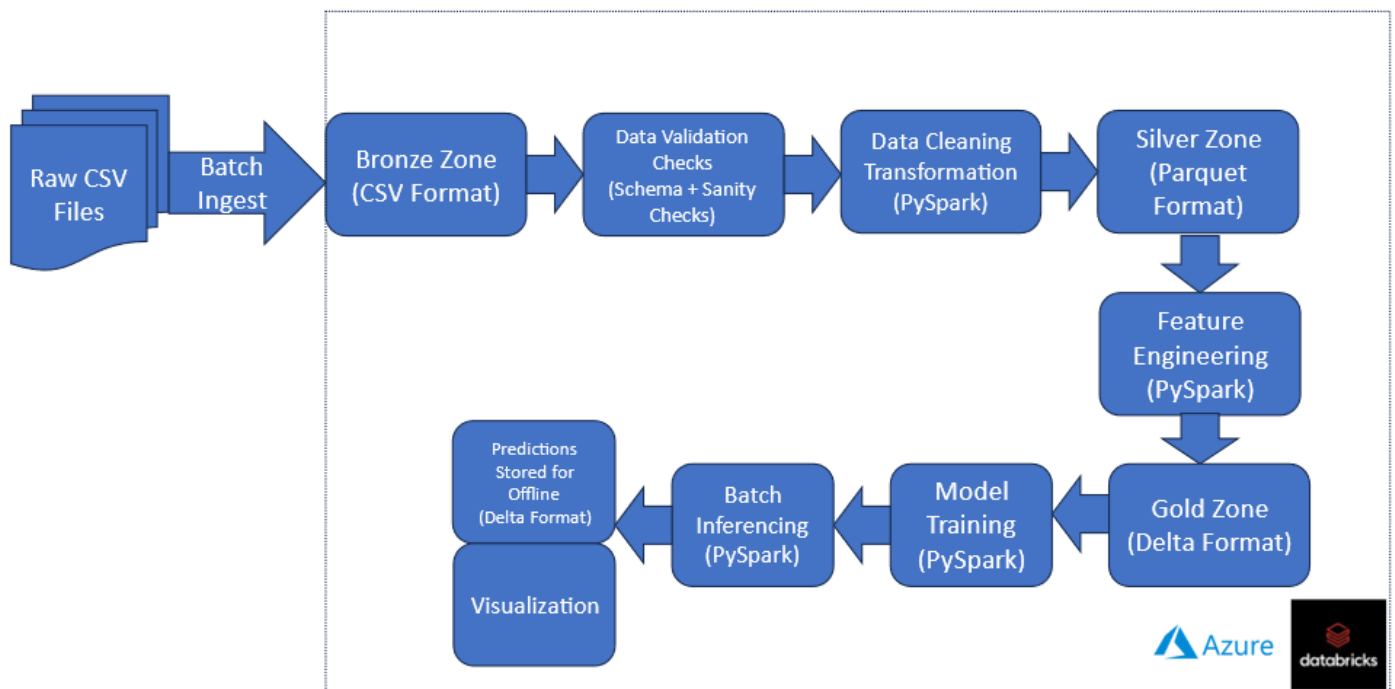 Raw CSV
Files
Batch
Ingest
Bronze Zone
(CSV Format)
Data Validation
Checks
(Schema + Sanity
Checks)
Data Cleaning
Transformation
(PySpark)
Silver Zone
(Parquet
Format)
Feature
Engineering
(PySpark)
Gold Zone
(Delta Format)
Model
Training
(PySpark)
Batch
Inferencing
(PySpark)
Predictions
Stored for
Offline
(Delta Format)
Visualization
Azure
databricks